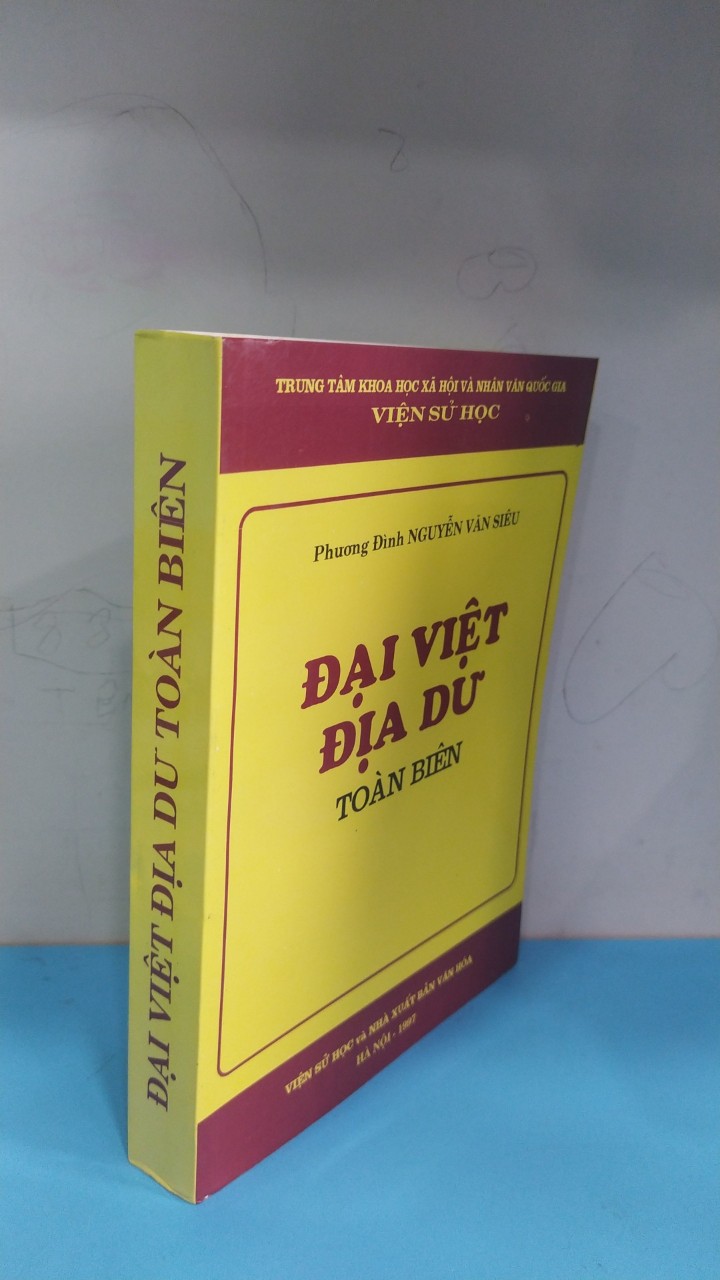 ĐẠI VIỆT ĐỊA DƯ TOÀN BIÊN
TRUNG TÂM KHOA HỌC XÃ HỘI VÀ NHÂN VĂN QUỐC GIA
VIỆN SỬ HỌC
Phương Đình NGUYỄN VĂN SIÊU
ĐẠI VIỆT
ĐỊA DƯ
TOÀN BIÊN
VIỆN SỬ HỌC và NHÀ XUẤT BẢN VĂN HÓA
HÀ NỘI - 1997